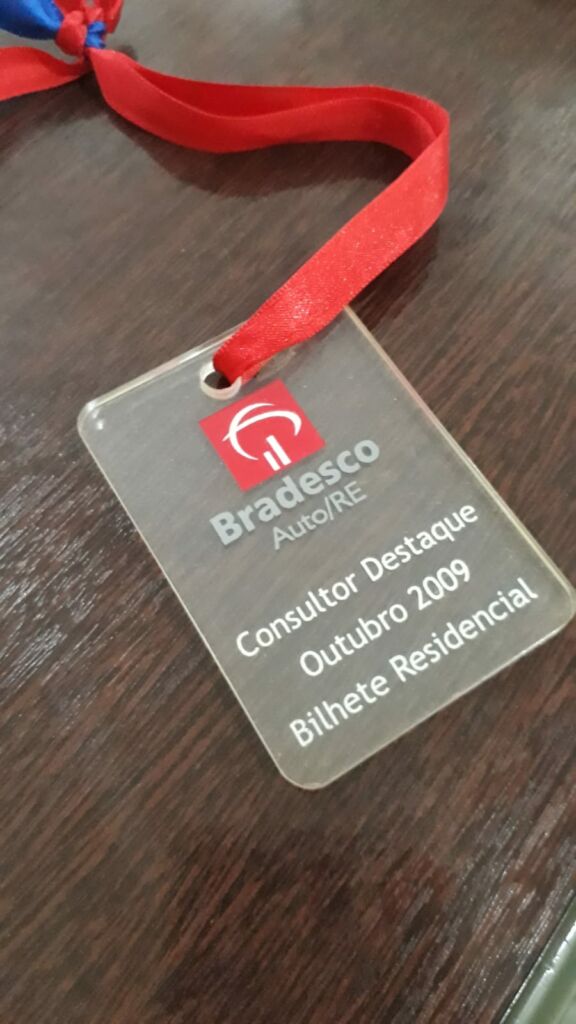 Bradesco
Auto/RE
Consultor Destaque
Outubro 2009
Bilhete Residencial